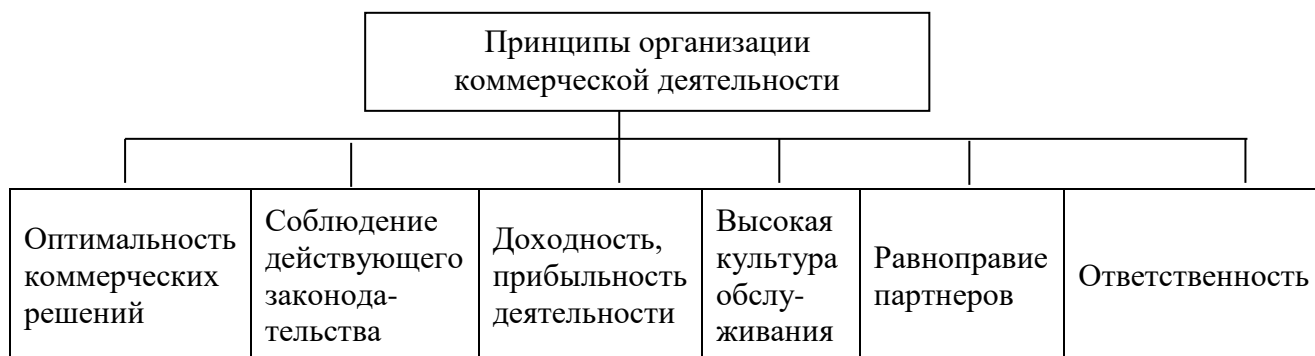 Принципы организации
коммерческой деятельности
Оптимальность
коммерческих
решений
Соблюдение
действующего
законода-
тельства
Доходность,
прибыльность
деятельности
Высокая
культура
обслу-
живания
Равноправие
партнеров
Ответственность